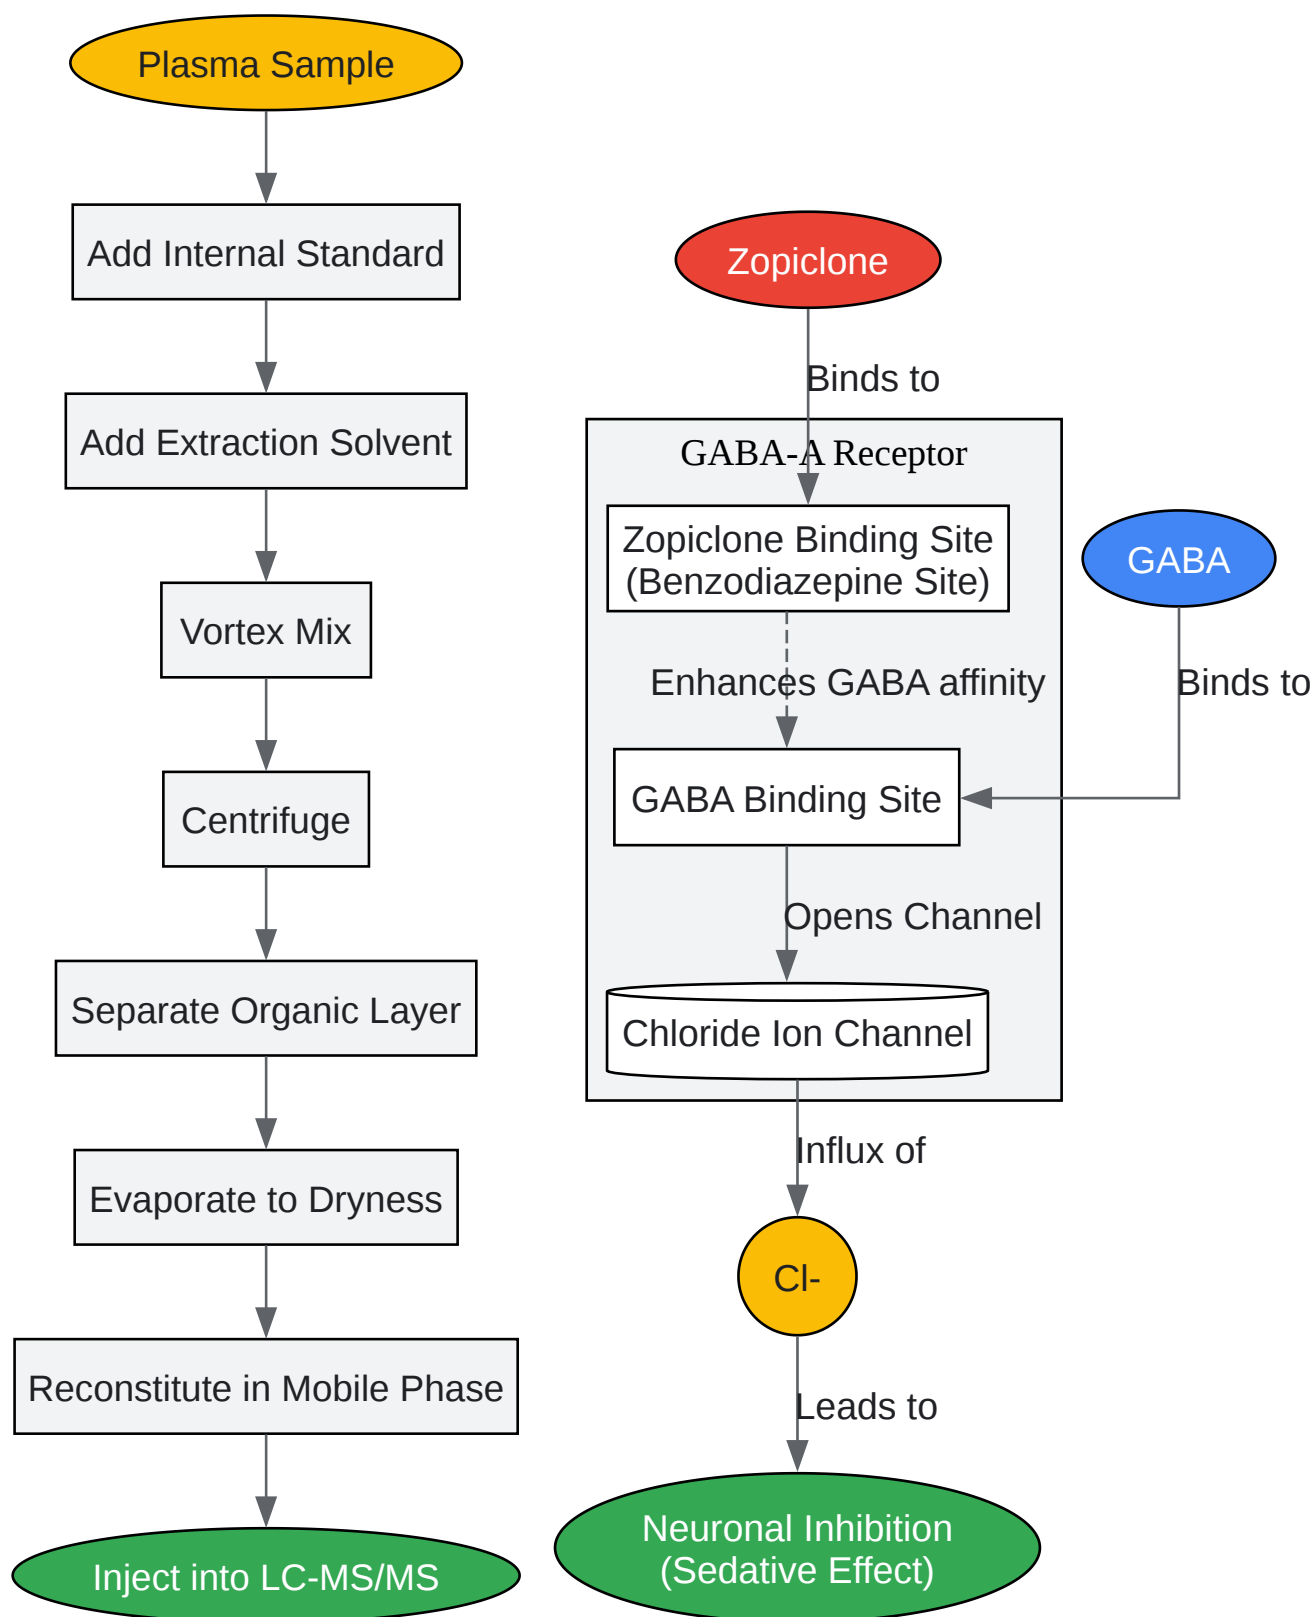 Plasma Sample
Add Internal Standard
Add Extraction Solvent
Vortex Mix
Centrifuge
Separate Organic Layer
Evaporate to Dryness
Reconstitute in Mobile Phase
Inject into LC-MS/MS
Zopiclone
Binds to
GABA-A Receptor
Zopiclone Binding Site
(Benzodiazepine Site)
GABA
Enhances GABA affinity
Binds to
GABA Binding Site
Opens Channel
Chloride Ion Channel
Influx of
Cl-
Leads to
Neuronal Inhibition
(Sedative Effect)